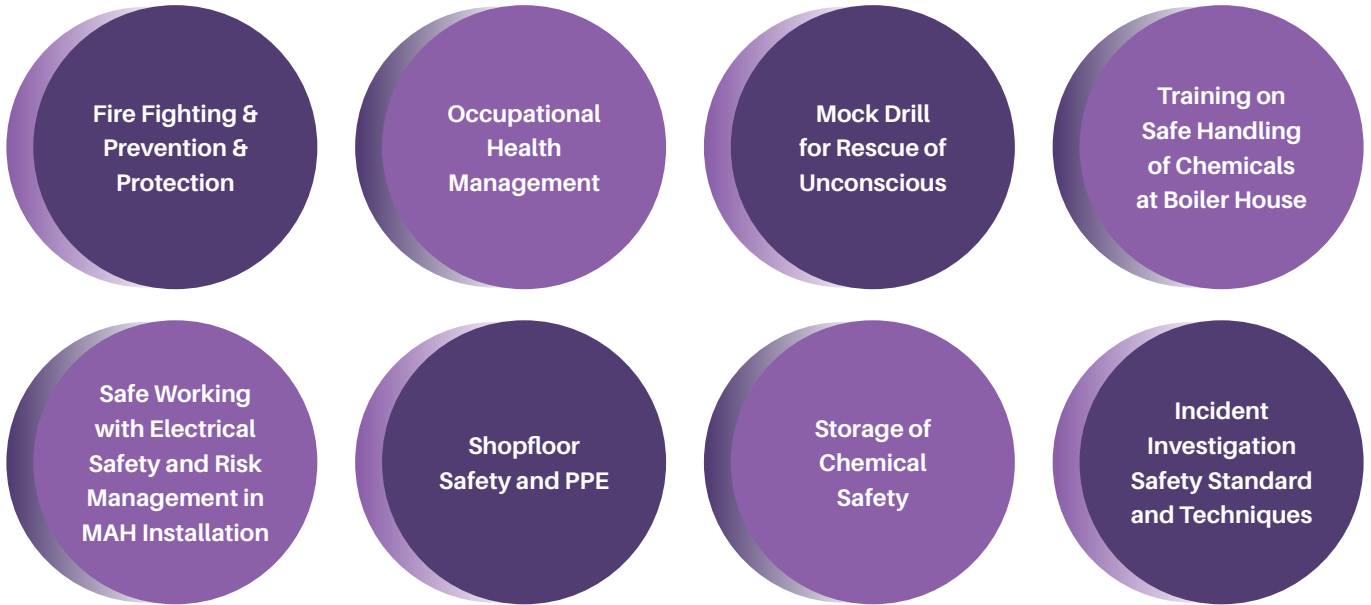 Fire Fighting &
Prevention &
Protection
Occupational
Health
Management
Mock Drill
for Rescue of
Unconscious
Training on
Safe Handling
of Chemicals
at Boiler House
Safe Working
with Electrical
Safety and Risk
Management in
MAH Installation
Shopfloor
Safety and PPE
Storage of
Chemical
Safety
Incident
Investigation
Safety Standard
and Techniques